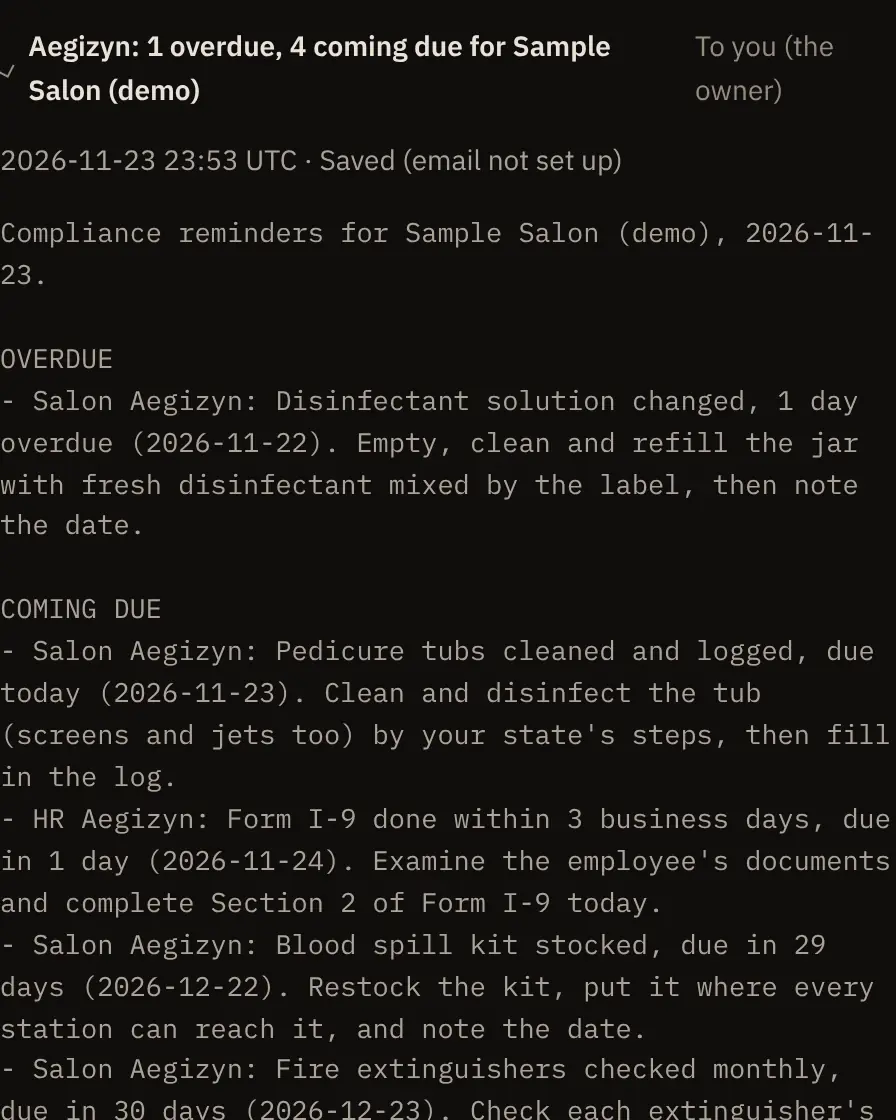 Aegizyn: 1 overdue, 4 coming due for Sample
Salon (demo)
To you (the
owner)
2026-11-23 23:53 UTC · Saved (email not set up)
Compliance reminders for Sample Salon (demo), 2026-11-
23.
OVERDUE
- Salon Aegizyn: Disinfectant solution changed, 1 day
overdue (2026-11-22). Empty, clean and refill the jar
with fresh disinfectant mixed by the label, then note
the date.
COMING DUE
- Salon Aegizyn: Pedicure tubs cleaned and logged, due
today (2026-11-23). Clean and disinfect the tub
(screens and jets too) by your state's steps, then fill
in the log.
- HR Aegizyn: Form I-9 done within 3 business days, due
in 1 day (2026-11-24). Examine the employee's documents
and complete Section 2 of Form I-9 today.
- Salon Aegizyn: Blood spill kit stocked, due in 29
days (2026-12-22). Restock the kit, put it where every
station can reach it, and note the date.
- Salon Aegizyn: Fire extinguishers checked monthly,
due in 30 days (2026-12-23). Check each extinguisher's